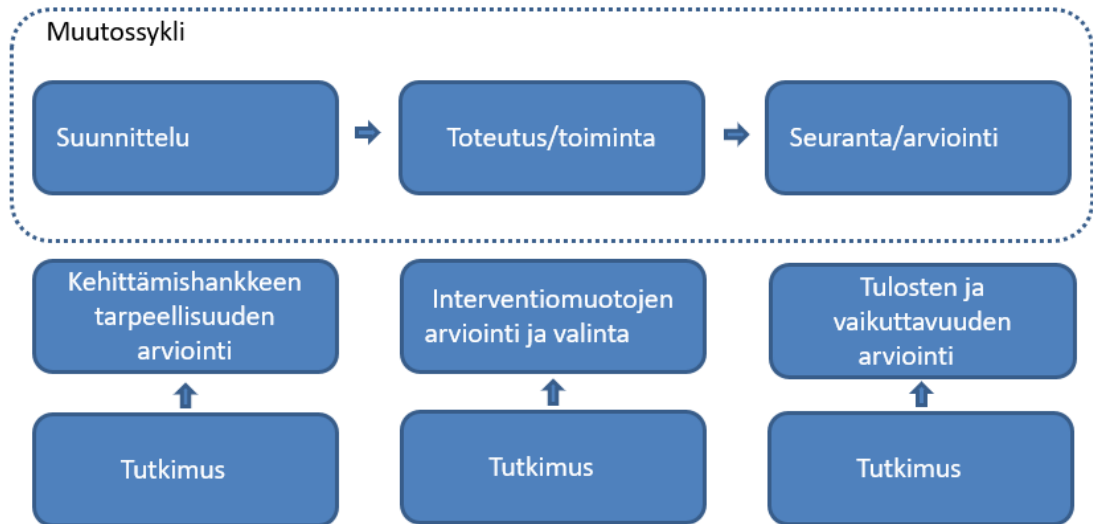 Muutossykli
Suunnittelu
Toteutus/toiminta
Seuranta/arviointi
Kehittämishankkeen
tarpeellisuuden
arviointi
Interventiomuotojen
arviointi ja valinta
Tulosten ja
vaikuttavuuden
arviointi
Tutkimus
Tutkimus
Tutkimus